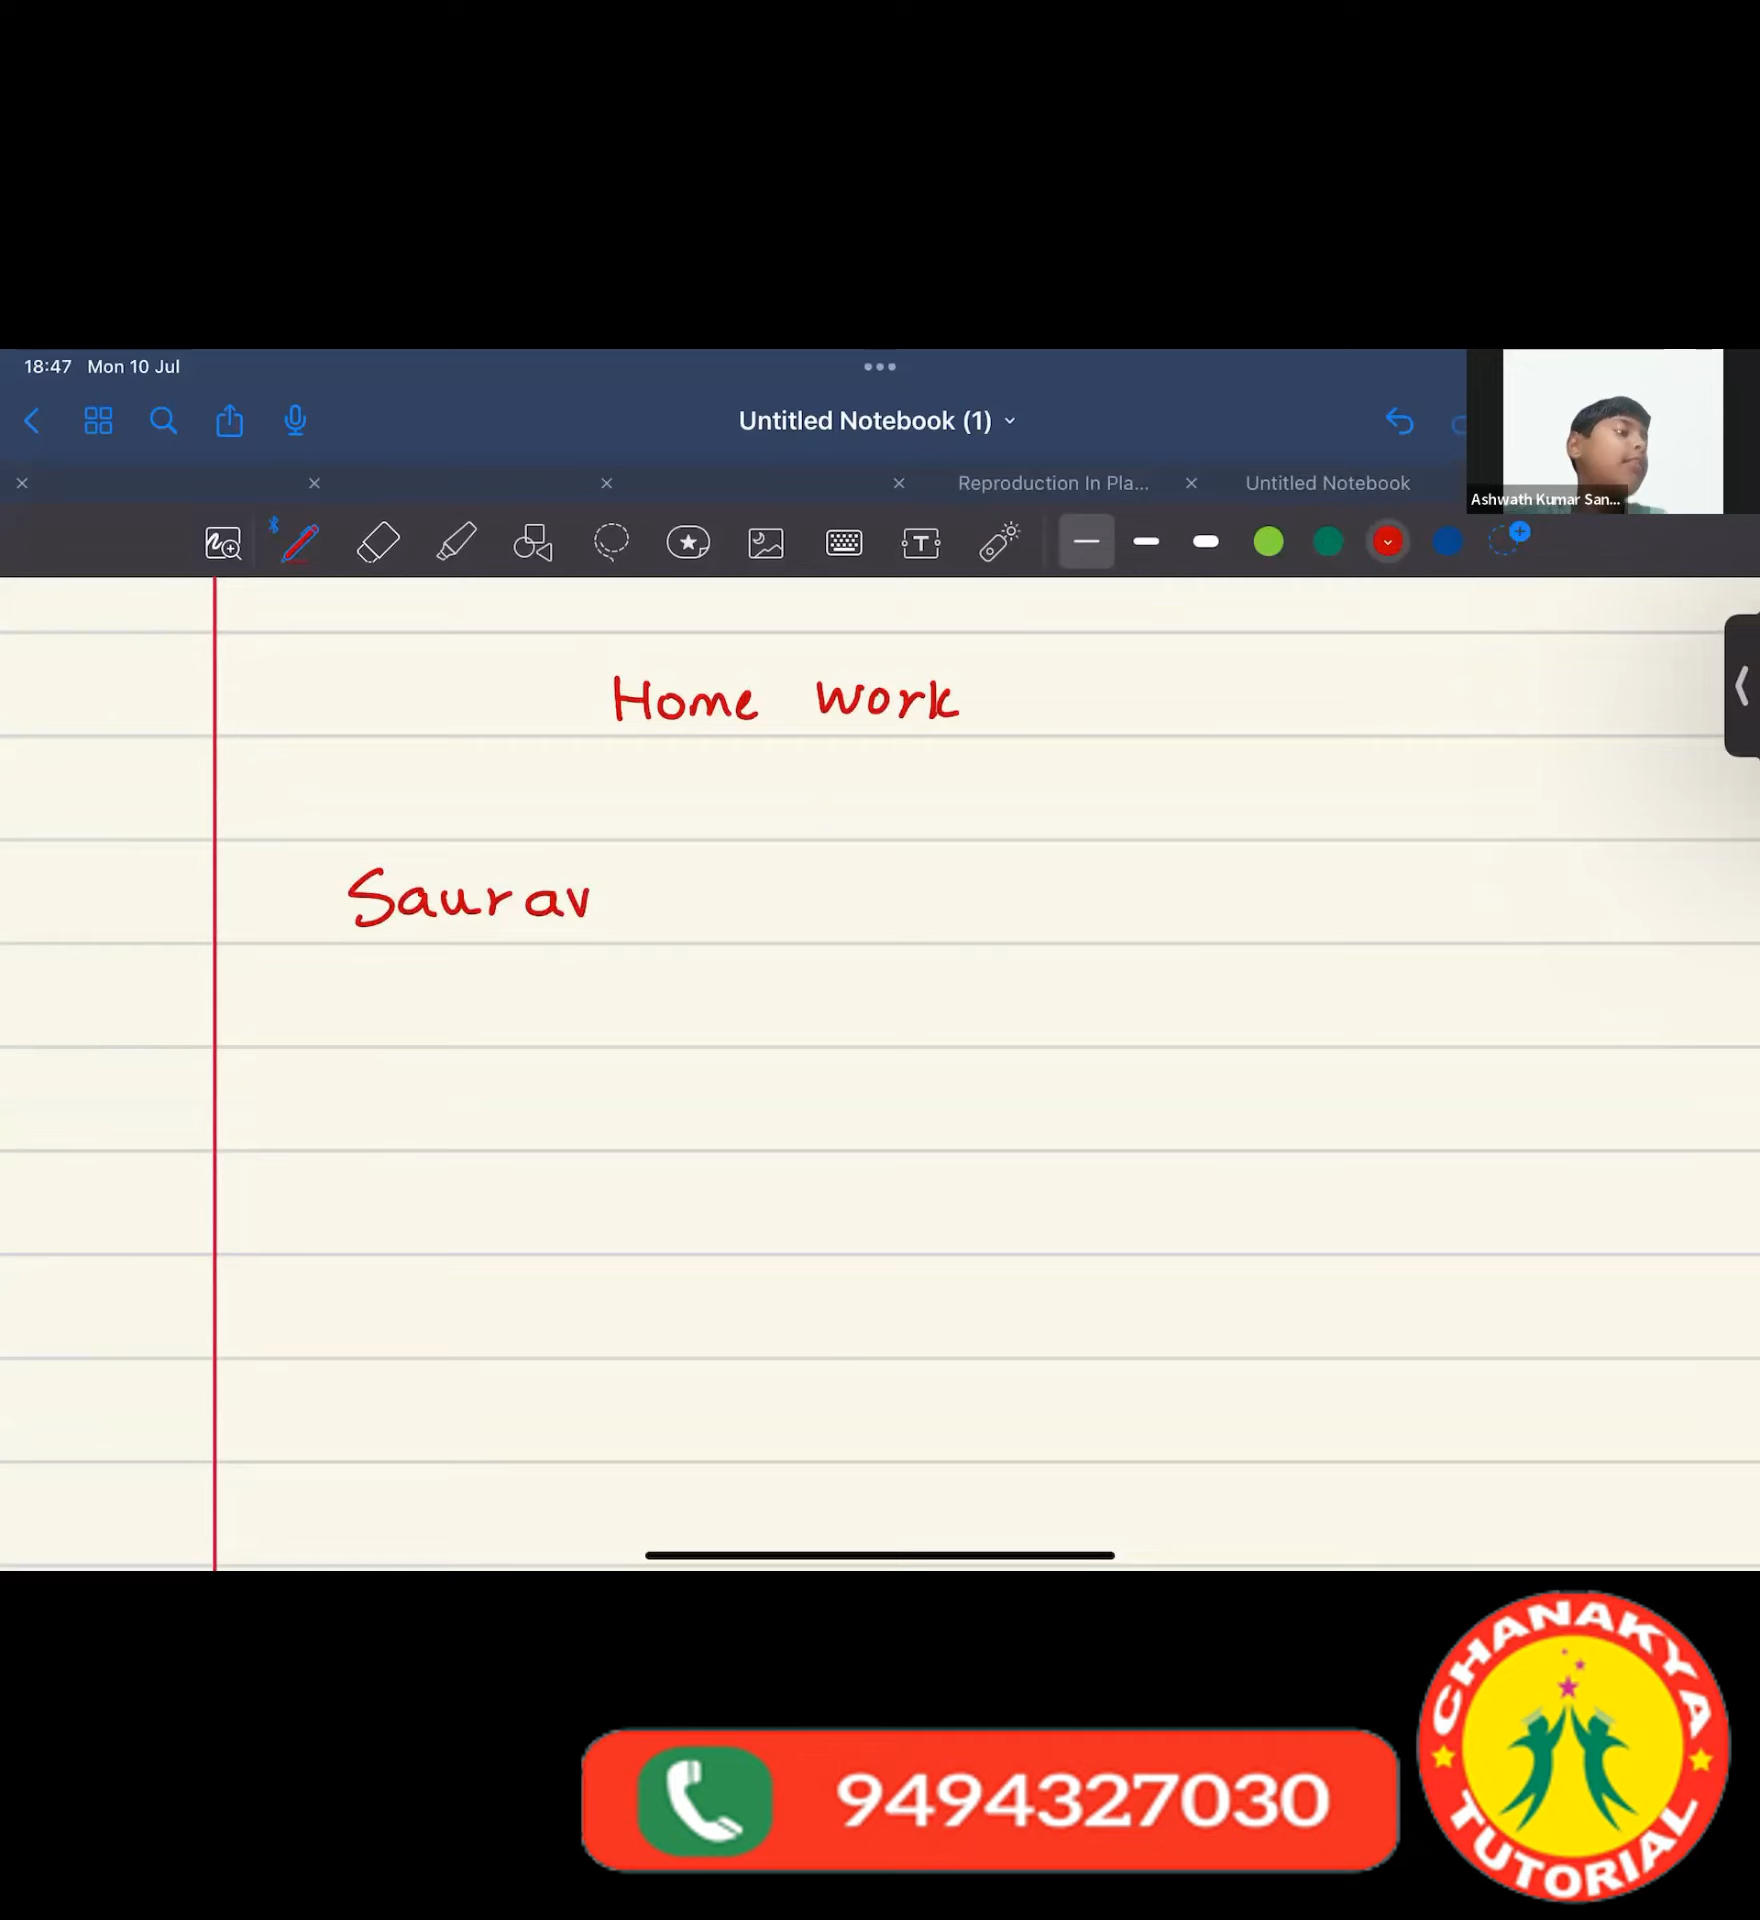 18:47 Mon 10 Jul
Untitled Notebook (1)
Reproduction In Pla...
Untitled Notebook
Ashwath Kumar San...
T
Home Work
Saurav
9494327030
CHANAKYA
TUTORIAL